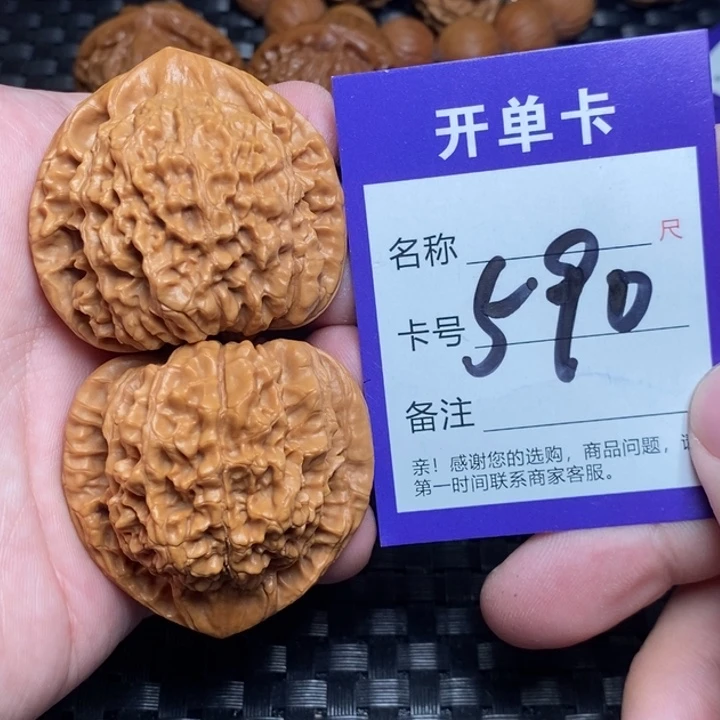 开单卡
名称 尺
卡号 590
备注
亲！感谢您的选购，商品问题，
第一时间联系商家客服。